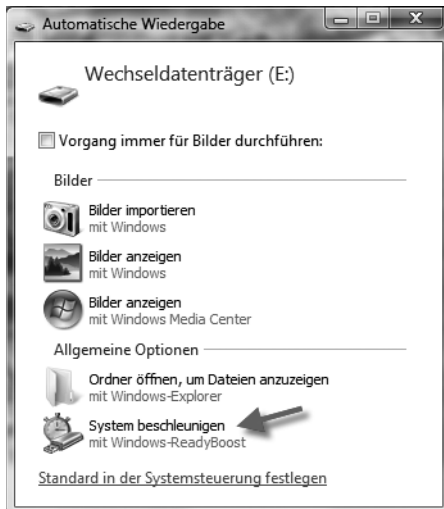 Automatische Wiedergabe
Wechseldatenträger (E:)
Vorgang immer für Bilder durchführen:
Bilder
Bilder importieren
mit Windows
Bilder anzeigen
mit Windows
Bilder anzeigen
mit Windows Media Center
Allgemeine Optionen
Ordner öffnen, um Dateien anzuzeigen
mit Windows-Explorer
System beschleunigen
mit Windows-ReadyBoost
Standard in der Systemsteuerung festlegen